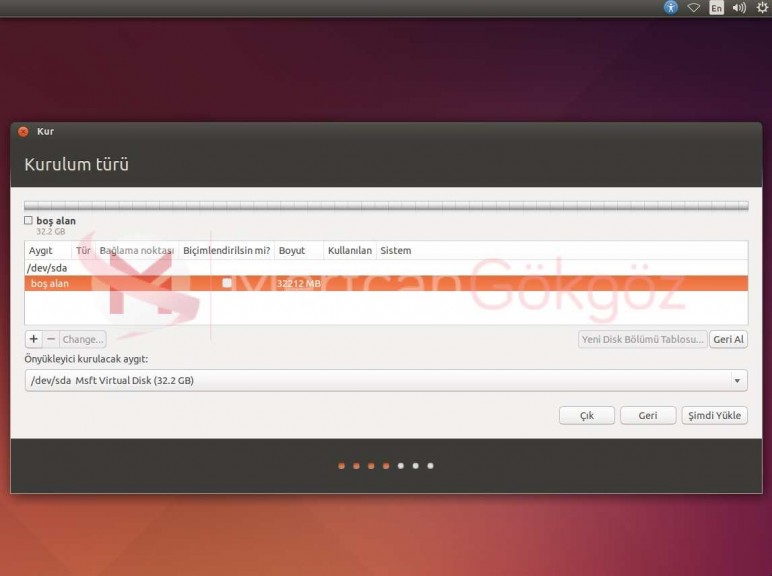 En
Kur
Kurulum türü
boş alan
32.2 GB
Aygıt Tür Bağlama noktası Biçimlendirilsin mi? Boyut Kullanılan Sistem
/dev/sda
boş alan 32212 MB
MertcanGökgöz
+ − Change... Yeni Disk Bölümü Tablosu... Geri Al
Önyükleyici kurulacak aygıt:
/dev/sda Msft Virtual Disk (32.2 GB)
Çık Geri Şimdi Yükle